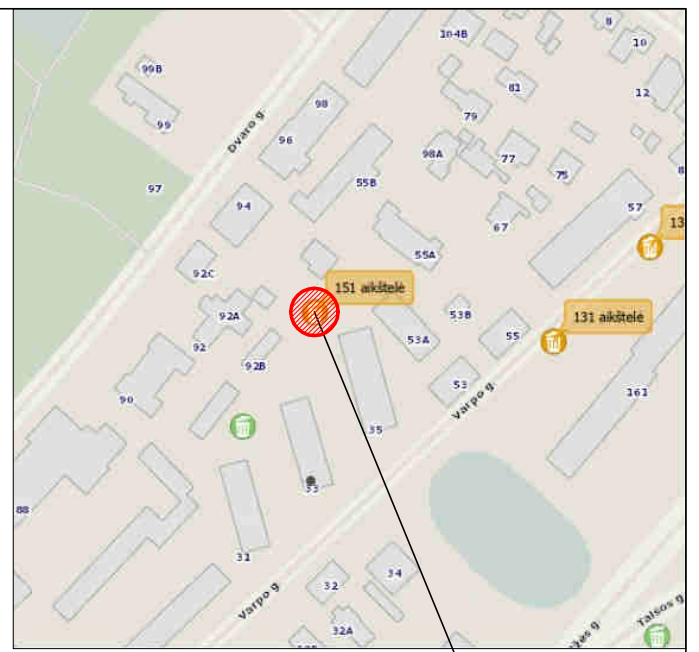 104B
8
10
99B
98
81
12
99
79
Dvaro g.
96
98A
77
55B
75
97
94
57
67
13
55A
92C
151 aikštelė
92A
53B
131 aikštelė
53A
55
92
92B
53
161
90
Varpo g.
35
33
88
31
34
32
Varpo g.
Talsos g.
32A